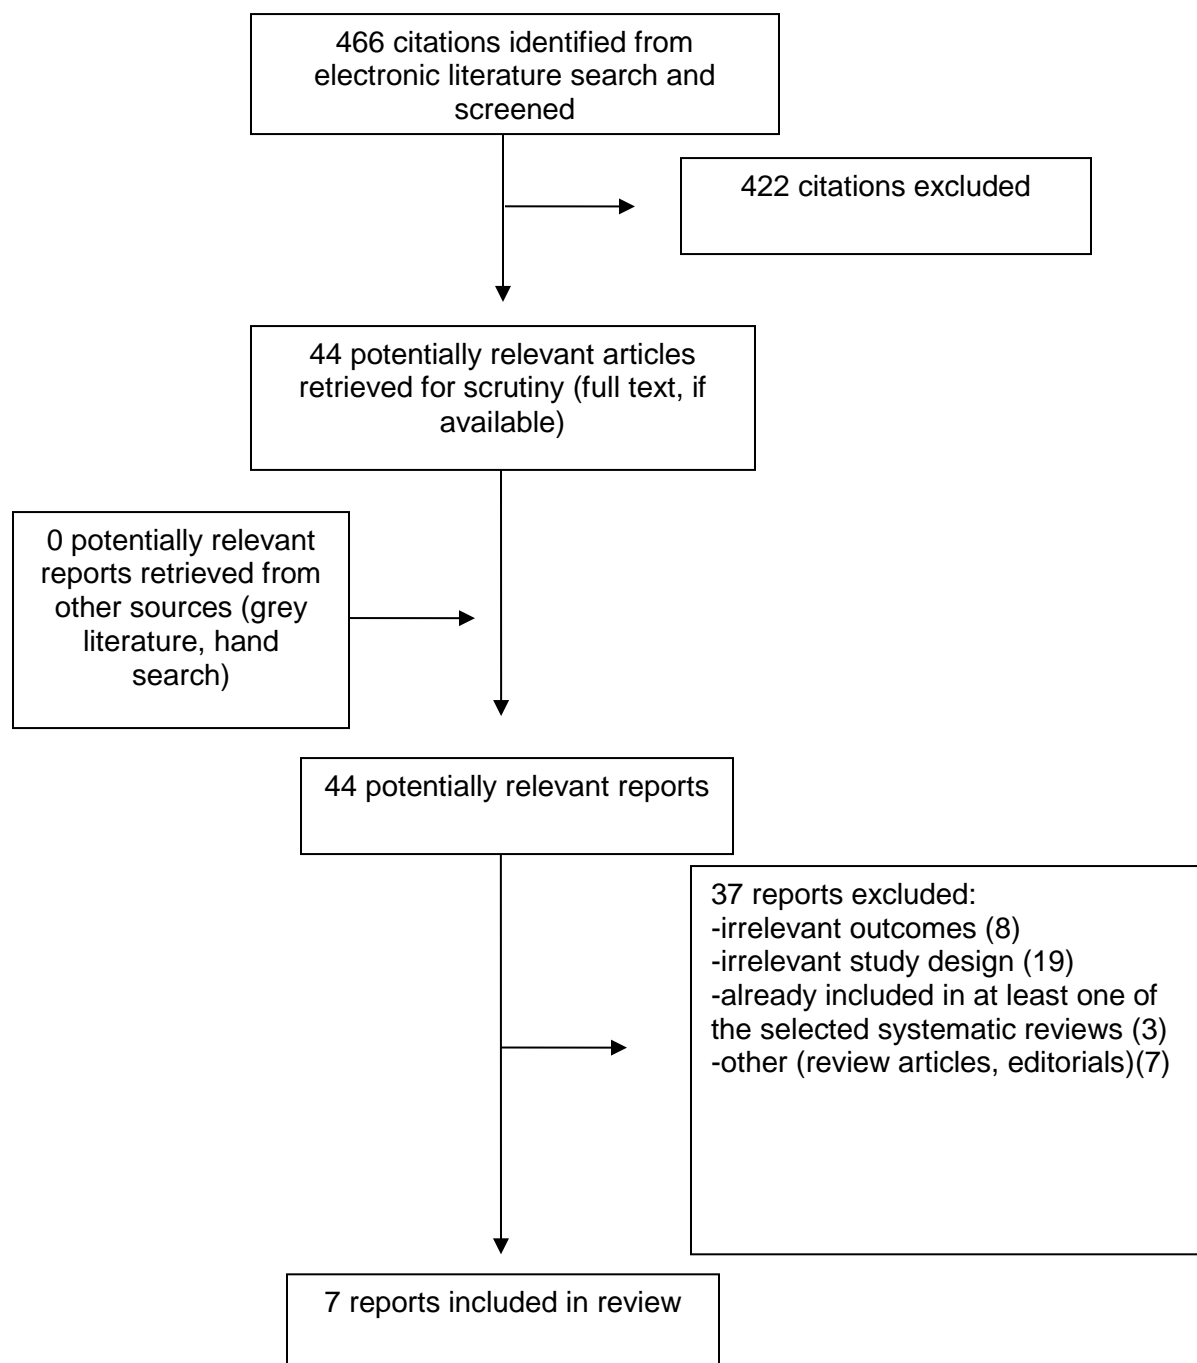 466 citations identified from
electronic literature search and
screened
422 citations excluded
44 potentially relevant articles
retrieved for scrutiny (full text, if
available)
0 potentially relevant
reports retrieved from
other sources (grey
literature, hand
search)
44 potentially relevant reports
37 reports excluded:
-irrelevant outcomes (8)
-irrelevant study design (19)
-already included in at least one of
the selected systematic reviews (3)
-other (review articles, editorials)(7)
7 reports included in review